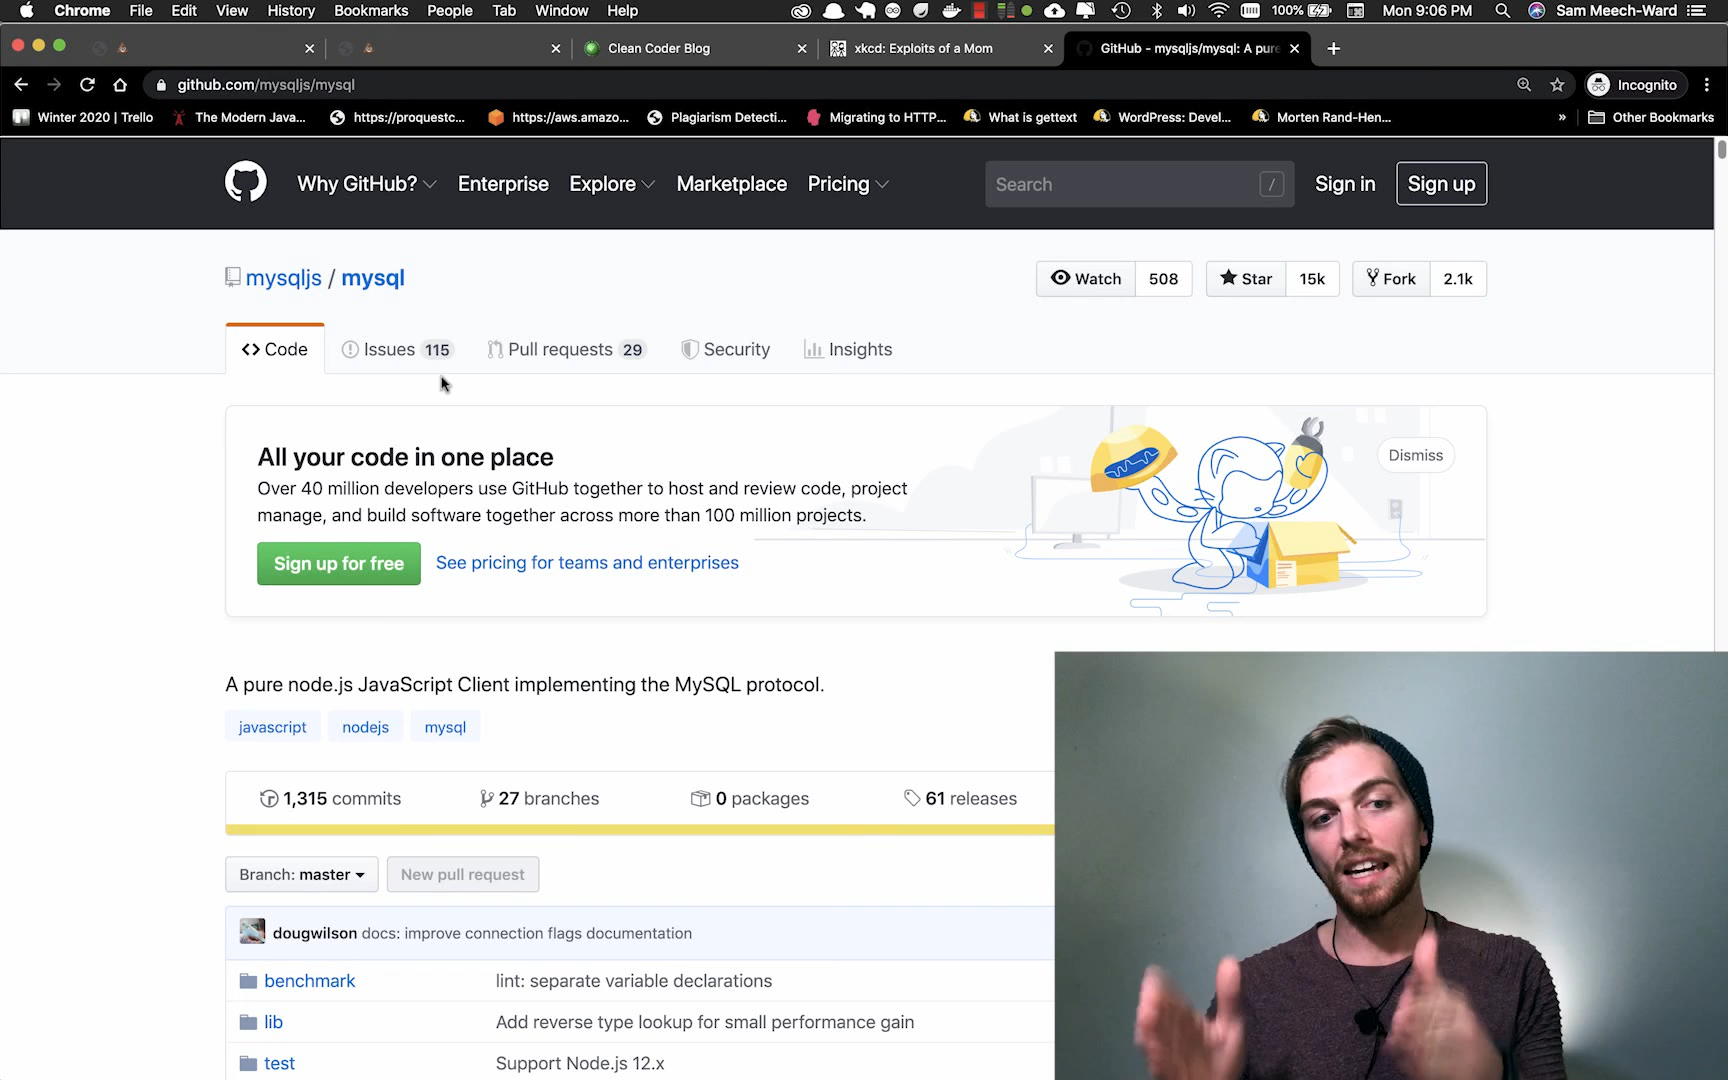 Chrome File Edit View History Bookmarks People Tab Window Help 100% Mon 9:06 PM Sam Meech-Ward
Clean Coder Blog xkcd: Exploits of a Mom GitHub - mysqljs/mysql: A pure
github.com/mysqljs/mysql Incognito
Winter 2020 | Trello The Modern Java... https://proquestc... https://aws.amazo... Plagiarism Detecti... Migrating to HTTP... What is gettext WordPress: Devel... Morten Rand-Hen... » Other Bookmarks
Why GitHub? Enterprise Explore Marketplace Pricing Search / Sign in Sign up
mysqljs / mysql Watch 508 Star 15k Fork 2.1k
Code Issues 115 Pull requests 29 Security Insights
All your code in one place
Dismiss
Over 40 million developers use GitHub together to host and review code, project
manage, and build software together across more than 100 million projects.
Sign up for free See pricing for teams and enterprises
A pure node.js JavaScript Client implementing the MySQL protocol.
javascript nodejs mysql
1,315 commits 27 branches 0 packages 61 releases
Branch: master New pull request
dougwilson docs: improve connection flags documentation
benchmark lint: separate variable declarations
lib Add reverse type lookup for small performance gain
test Support Node.js 12.x